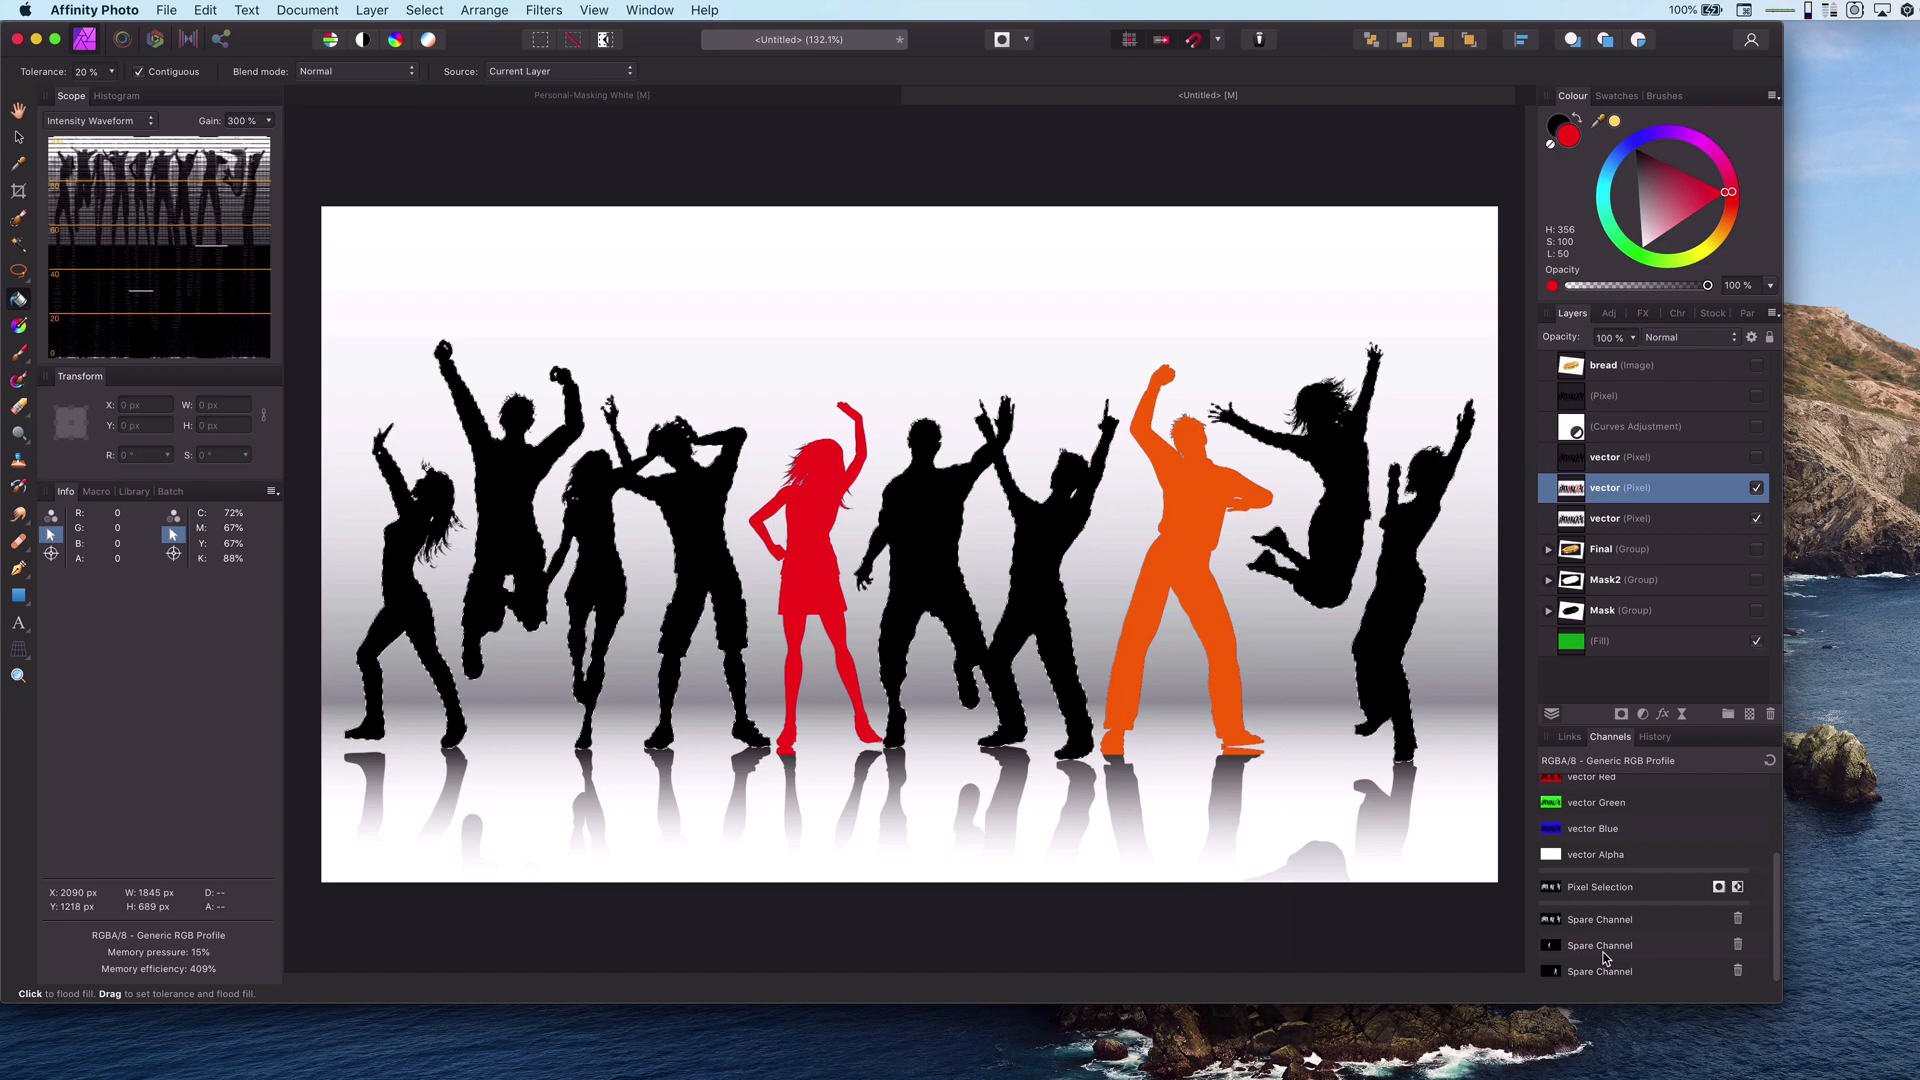 Affinity Photo File Edit Text Document Layer Select Arrange Filters View Window Help 100%
<Untitled> (132.1%) *
Tolerance: 20 % Contiguous Blend mode: Normal Source: Current Layer
Scope Histogram
Personal-Masking White [M] <Untitled> [M]
Colour Swatches Brushes
Intensity Waveform Gain: 300 %
80
60
40
20
0
H: 356
S: 100
L: 50
Opacity
100 %
Layers Adj FX Chr Stock Par
Opacity: 100 % Normal
bread (Image)
(Pixel)
(Curves Adjustment)
vector (Pixel)
vector (Pixel)
vector (Pixel)
Final (Group)
Mask2 (Group)
Mask (Group)
(Fill)
Transform
X: 0 px W: 0 px
Y: 0 px H: 0 px
R: 0 ° S: 0 °
Info Macro Library Batch
R: 0 C: 72%
G: 0 M: 67%
B: 0 Y: 67%
A: 0 K: 88%
Links Channels History
RGBA/8 - Generic RGB Profile
vector Red
vector Green
vector Blue
vector Alpha
Pixel Selection
Spare Channel
Spare Channel
Spare Channel
X: 2090 px W: 1845 px D: --
Y: 1218 px H: 689 px A: --
RGBA/8 - Generic RGB Profile
Memory pressure: 15%
Memory efficiency: 409%
Click to flood fill. Drag to set tolerance and flood fill.